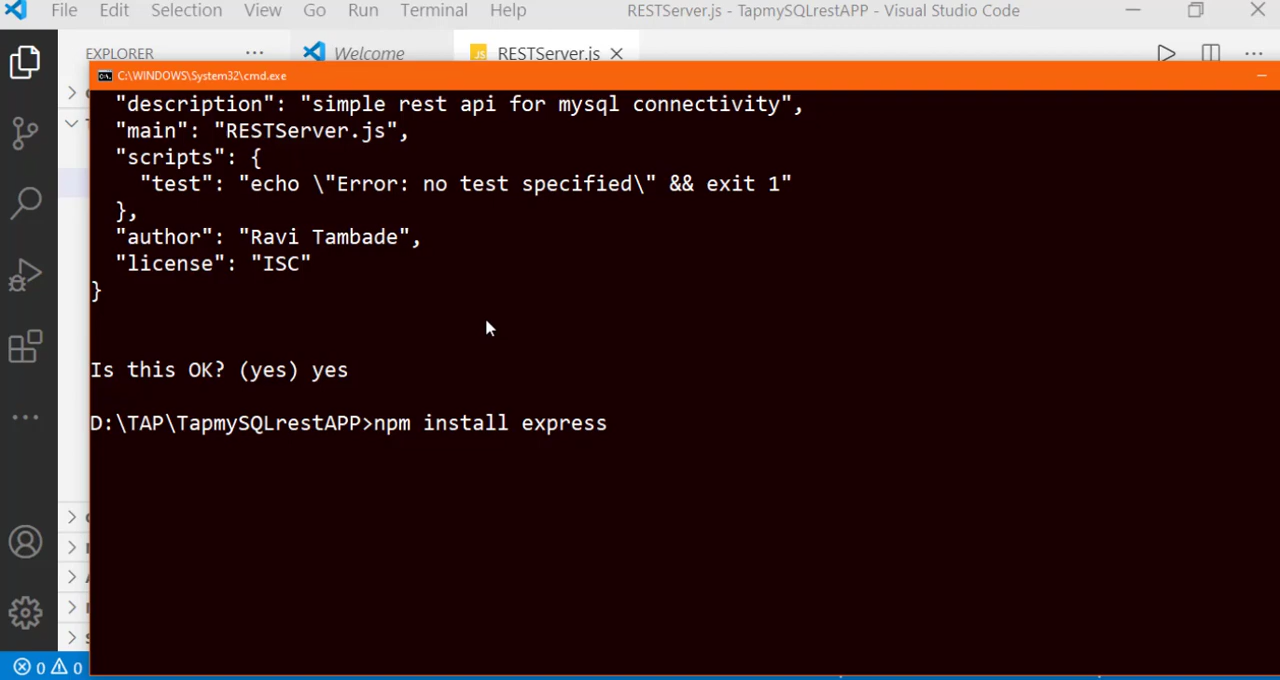 File Edit Selection View Go Run Terminal Help RESTServer.js - TapmySQLrestAPP - Visual Studio Code
EXPLORER ... Welcome JS RESTServer.js
C:\WINDOWS\System32\cmd.exe
"description": "simple rest api for mysql connectivity",
"main": "RESTServer.js",
"scripts": {
"test": "echo \"Error: no test specified\" && exit 1"
},
"author": "Ravi Tambade",
"license": "ISC"
}
Is this OK? (yes) yes
D:\TAP\TapmySQLrestAPP>npm install express
0 0